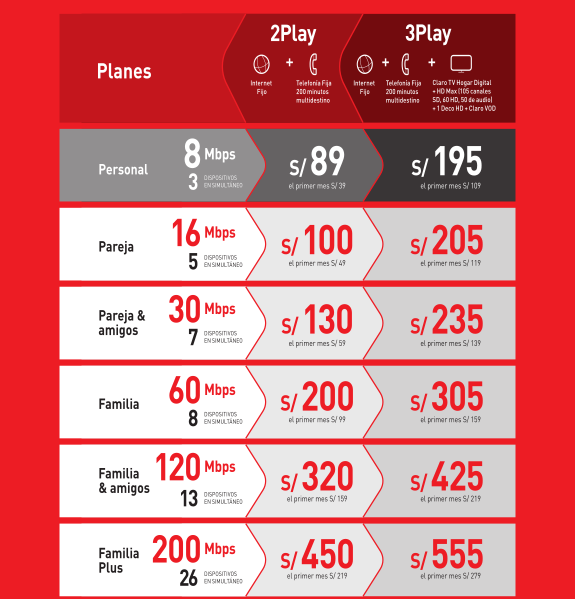 Planes
2Play
+
Internet
Fijo
Telefonía Fija
200 minutos
multidestino
3Play
+
+
Internet
Fijo
Telefonía Fija
200 minutos
multidestino
Claro TV Hogar Digital
+ HD Max (105 canales
SD, 60 HD, 50 de audio)
+ 1 Deco HD + Claro VOD
Personal
8 Mbps
3 DISPOSITIVOS
EN SIMULTÁNEO
S/ 89
el primer mes S/ 39
S/ 195
el primer mes S/ 109
Pareja
16 Mbps
5 DISPOSITIVOS
EN SIMULTÁNEO
S/ 100
el primer mes S/ 49
S/ 205
el primer mes S/ 119
Pareja &
amigos
30 Mbps
7 DISPOSITIVOS
EN SIMULTÁNEO
S/ 130
el primer mes S/ 59
S/ 235
el primer mes S/ 139
Familia
60 Mbps
8 DISPOSITIVOS
EN SIMULTÁNEO
S/ 200
el primer mes S/ 99
S/ 305
el primer mes S/ 159
Familia
& amigos
120 Mbps
13 DISPOSITIVOS
EN SIMULTÁNEO
S/ 320
el primer mes S/ 159
S/ 425
el primer mes S/ 219
Familia
Plus
200 Mbps
26 DISPOSITIVOS
EN SIMULTÁNEO
S/ 450
el primer mes S/ 219
S/ 555
el primer mes S/ 279